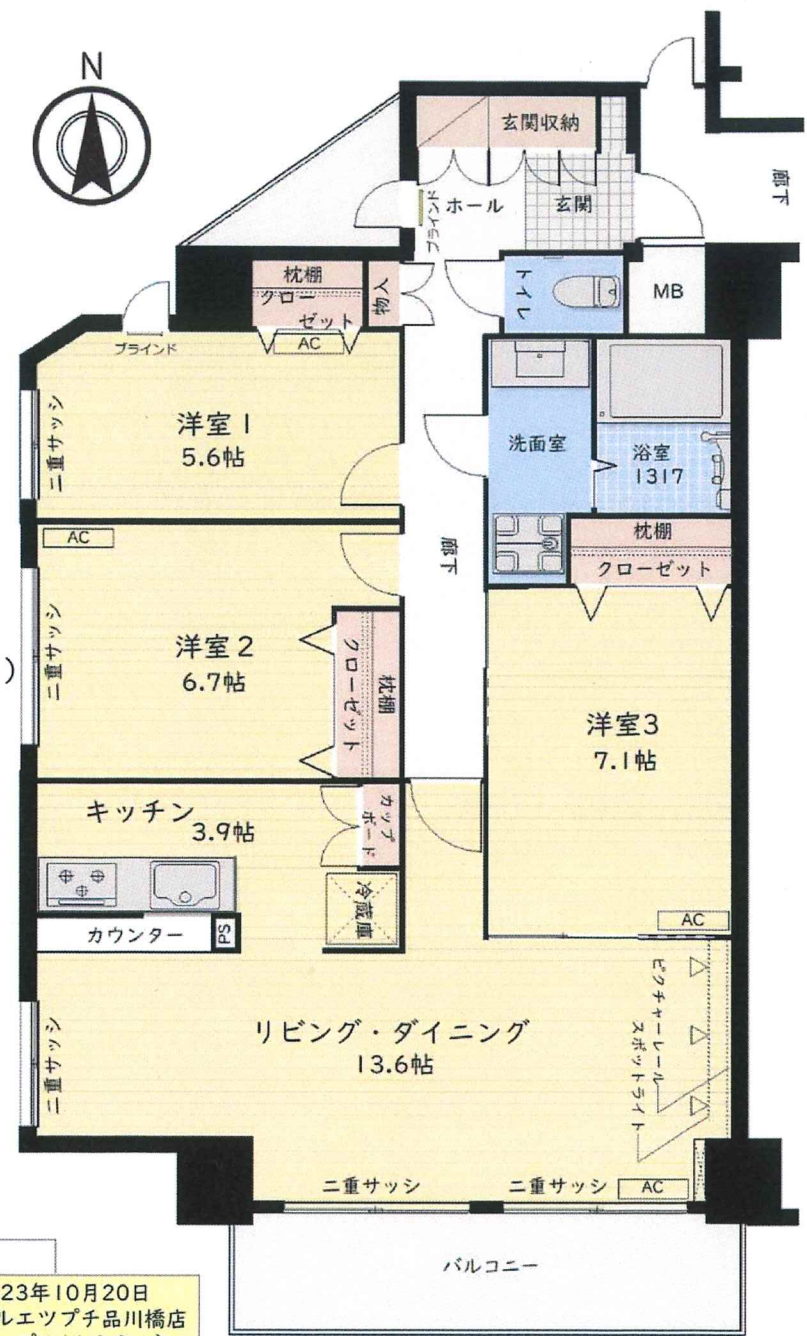 N
玄関収納
廊下
ホール
玄関
ブラインド
枕棚
クロー
ゼット
物入
トイレ
MB
ブラインド
AC
洋室1
5.6帖
二重サッシ
洗面室
浴室
1317
AC
廊下
枕棚
クローゼット
洋室2
6.7帖
二重サッシ
クローゼット
枕棚
)
洋室3
7.1帖
キッチン
3.9帖
カップ
ボード
冷蔵庫
AC
カウンター
PS
ピクチャーレール
スポットライト
リビング・ダイニング
13.6帖
二重サッシ
二重サッシ
二重サッシ
AC
バルコニー
23年10月20日
ルエツプチ品川橋店